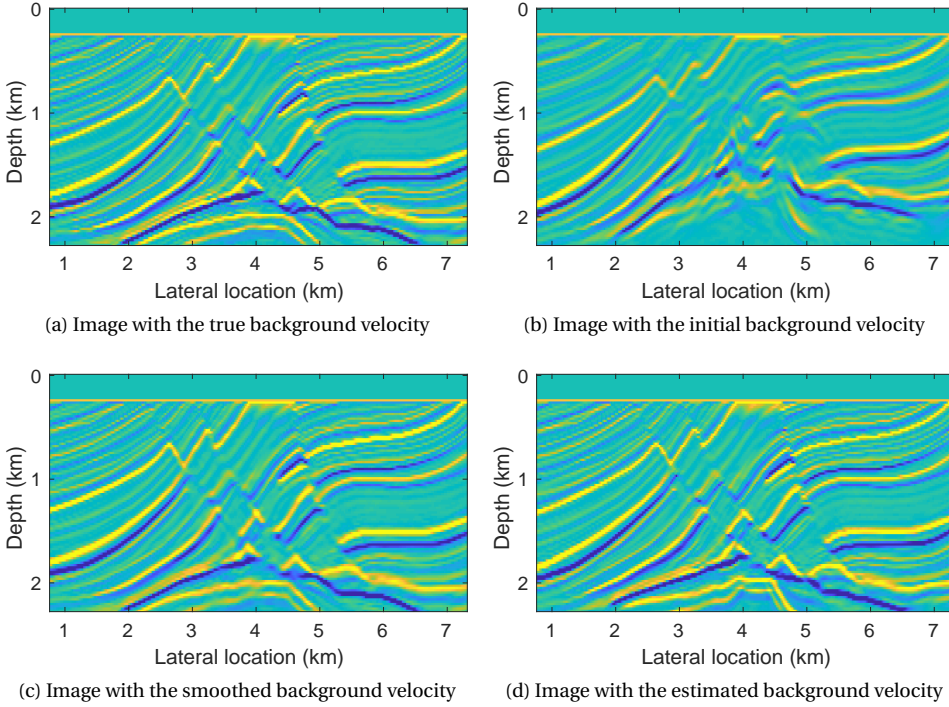 0
1
2
Depth (km)
1 2 3 4 5 6 7
Lateral location (km)
(a) Image with the true background velocity
0
1
2
Depth (km)
1 2 3 4 5 6 7
Lateral location (km)
(b) Image with the initial background velocity
0
1
2
Depth (km)
1 2 3 4 5 6 7
Lateral location (km)
(c) Image with the smoothed background velocity
0
1
2
Depth (km)
1 2 3 4 5 6 7
Lateral location (km)
(d) Image with the estimated background velocity